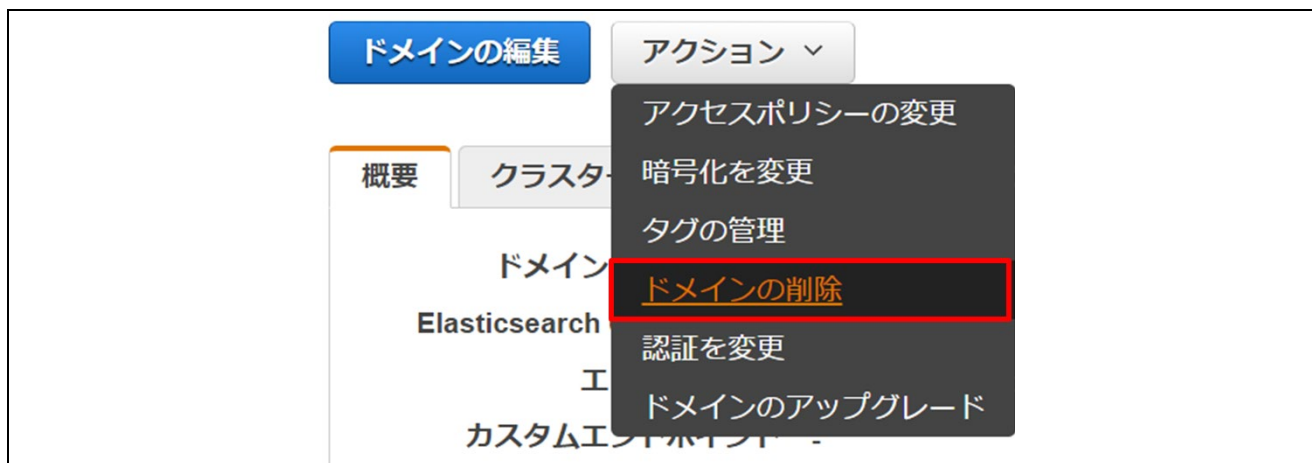 ドメインの編集 アクション
アクセスポリシーの変更
概要 クラスター 暗号化を変更
タグの管理
ドメイン
ドメインの削除
Elasticsearch
認証を変更
エ
ドメインのアップグレード
カスタムエンドポイント -